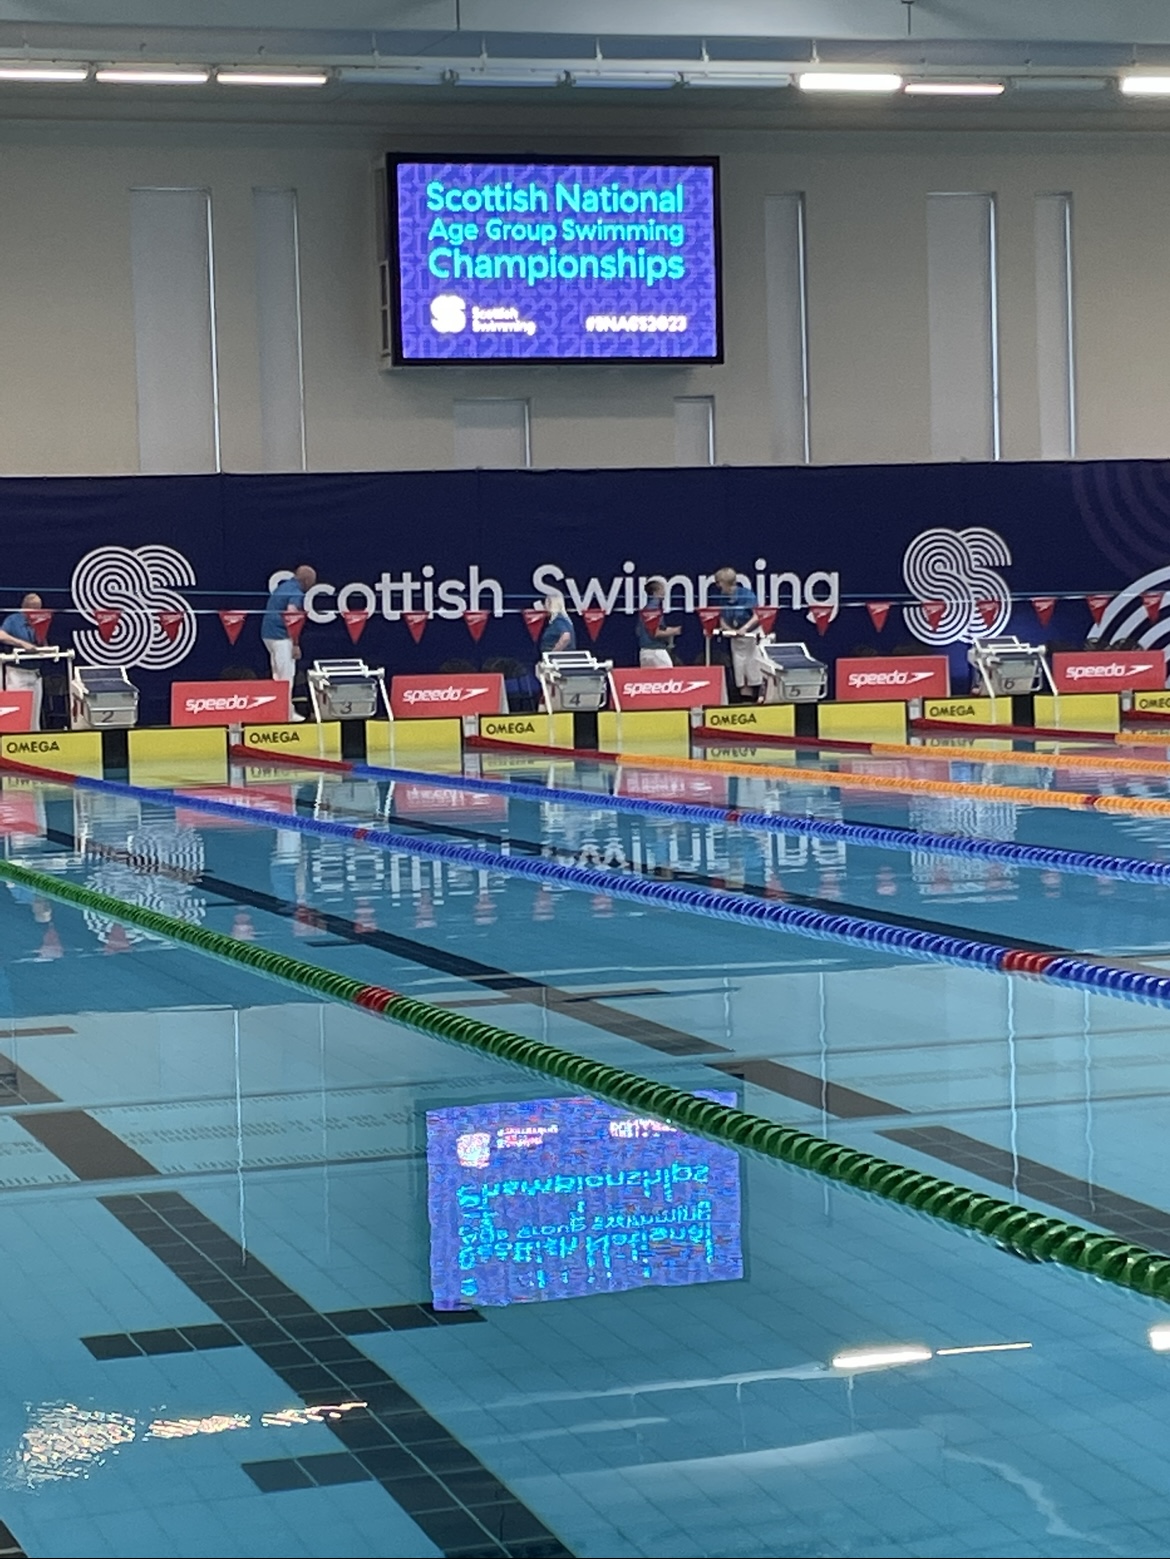 Scottish National
Age Group Swimming
Championships
Scottish
Swimming
#SNAGS2023
Scottish Swimming
2
speedo
3
speedo
4
speedo
5
speedo
6
speedo
OMEGA
OMEGA
OMEGA
OMEGA
OMEGA